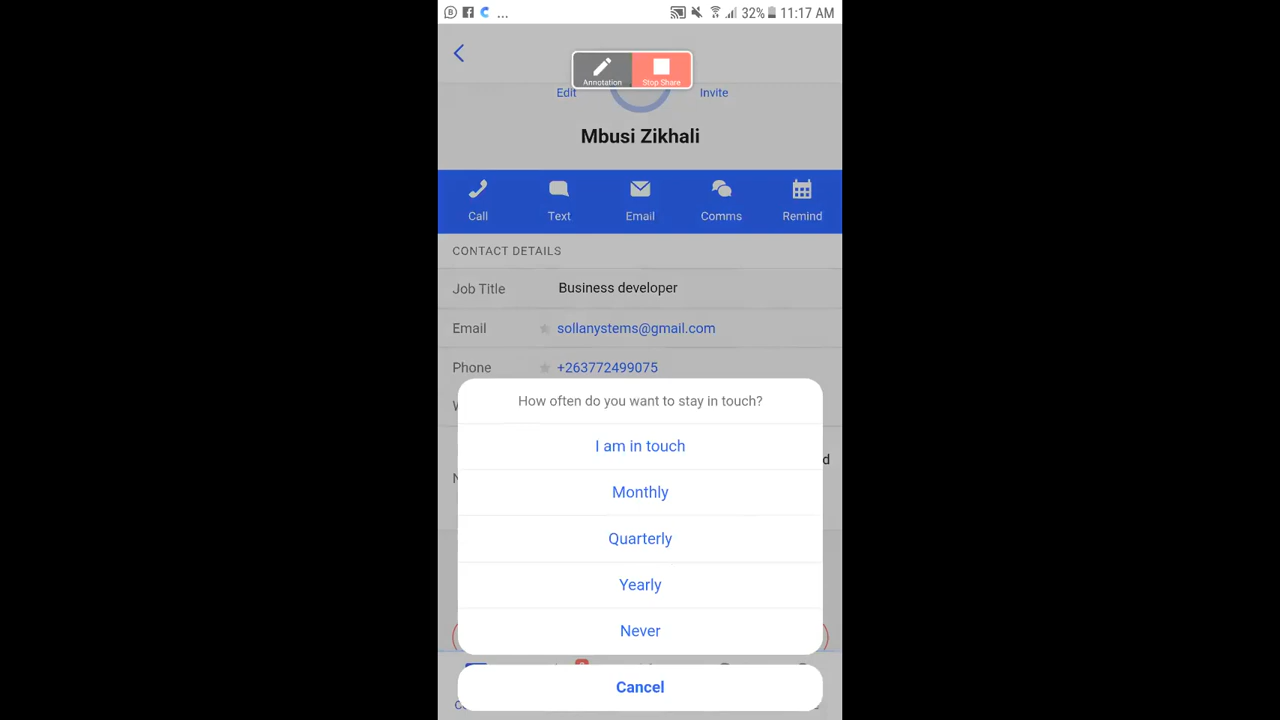 ... 32% 11:17 AM
Annotation Stop Share
Edit Invite
Mbusi Zikhali
Call Text Email Comms Remind
CONTACT DETAILS
Job Title Business developer
Email sollanystems@gmail.com
Phone +263772499075
How often do you want to stay in touch?
I am in touch
d
Monthly
Quarterly
Yearly
Never
Cancel